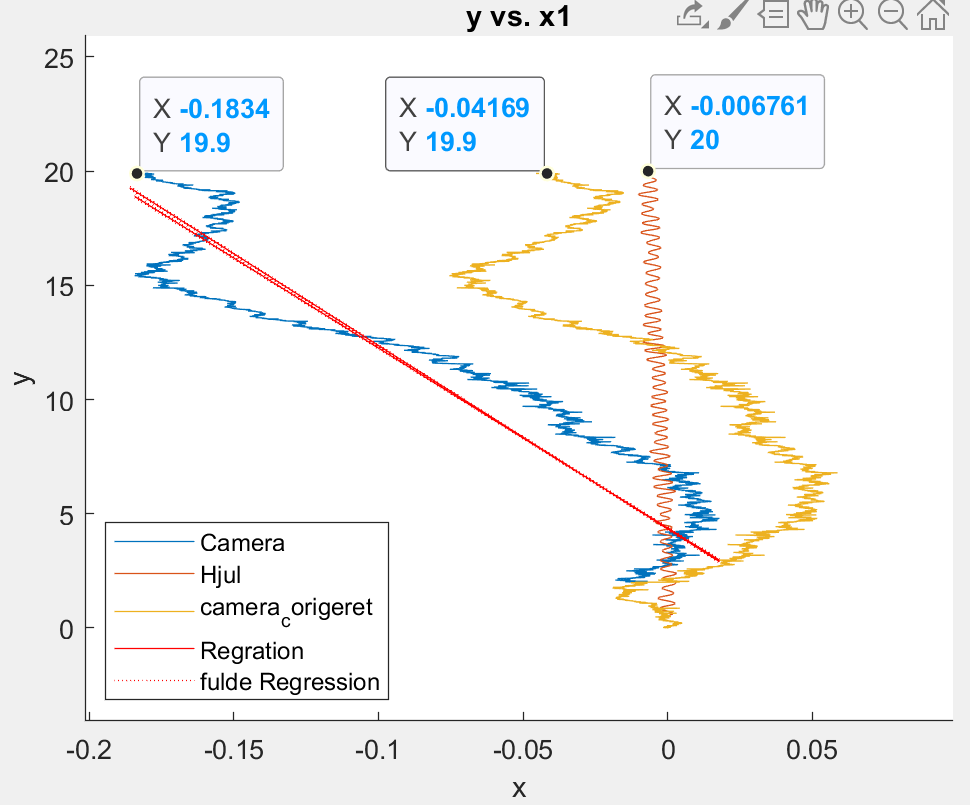 y vs. x1
25
20
15
10
5
0
y
X -0.1834
Y 19.9
X -0.04169
Y 19.9
X -0.006761
Y 20
Camera
Hjul
camera_corigeret
Regration
fulde Regression
-0.2
-0.15
-0.1
-0.05
0
0.05
x